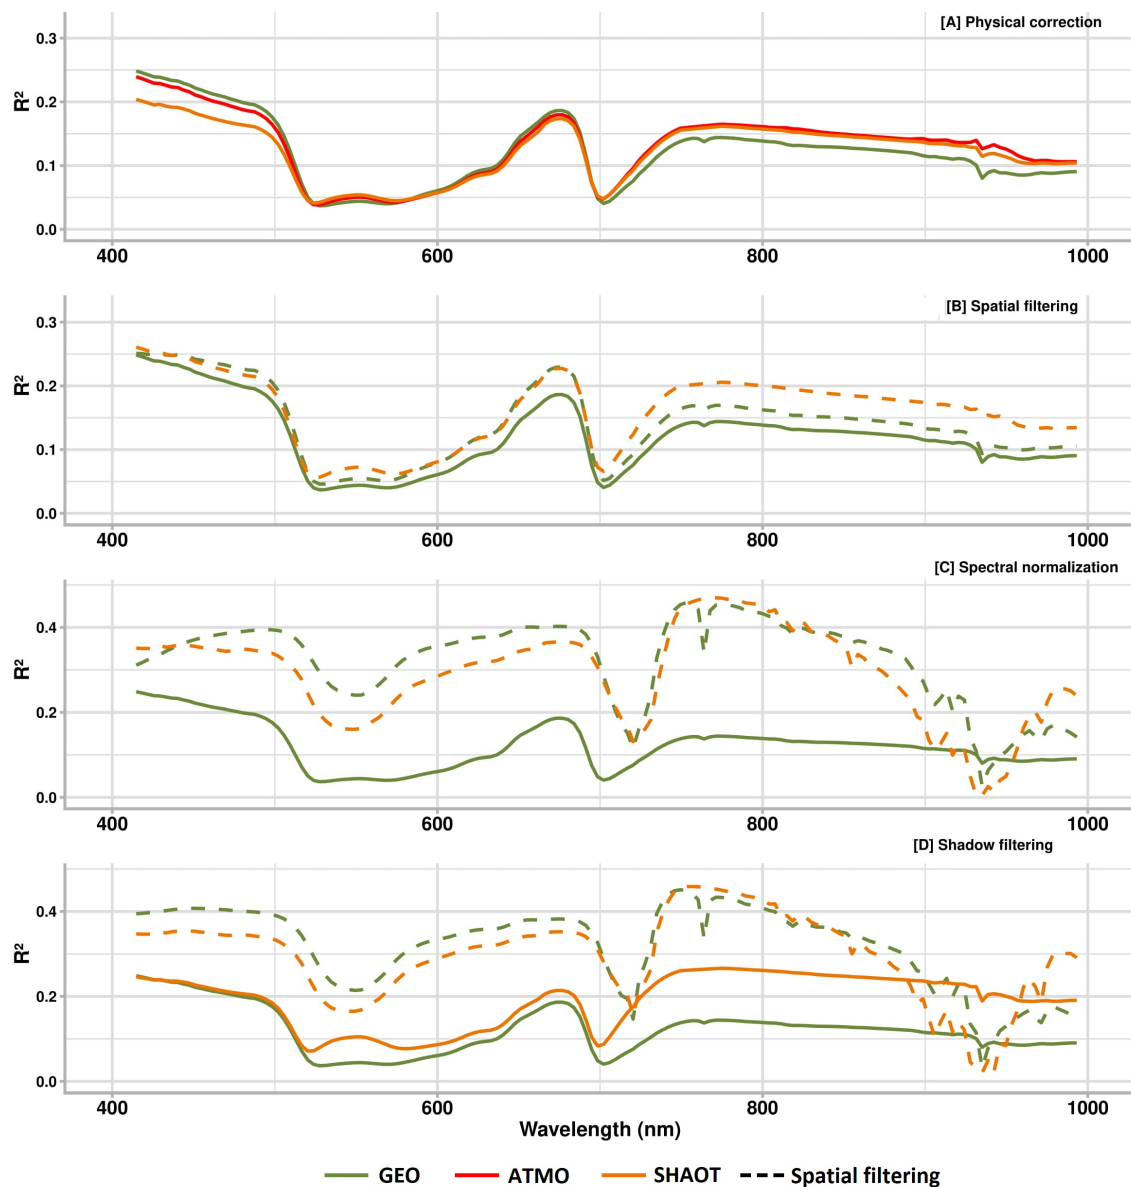 [A] Physical correction
0.3
0.2
R²
0.1
0.0
400 600 800 1000
[B] Spatial filtering
0.3
0.2
R²
0.1
0.0
400 600 800 1000
[C] Spectral normalization
0.4
R²
0.2
0.0
400 600 800 1000
[D] Shadow filtering
0.4
R²
0.2
0.0
400 600 800 1000
Wavelength (nm)
GEO ATMO SHAOT Spatial filtering